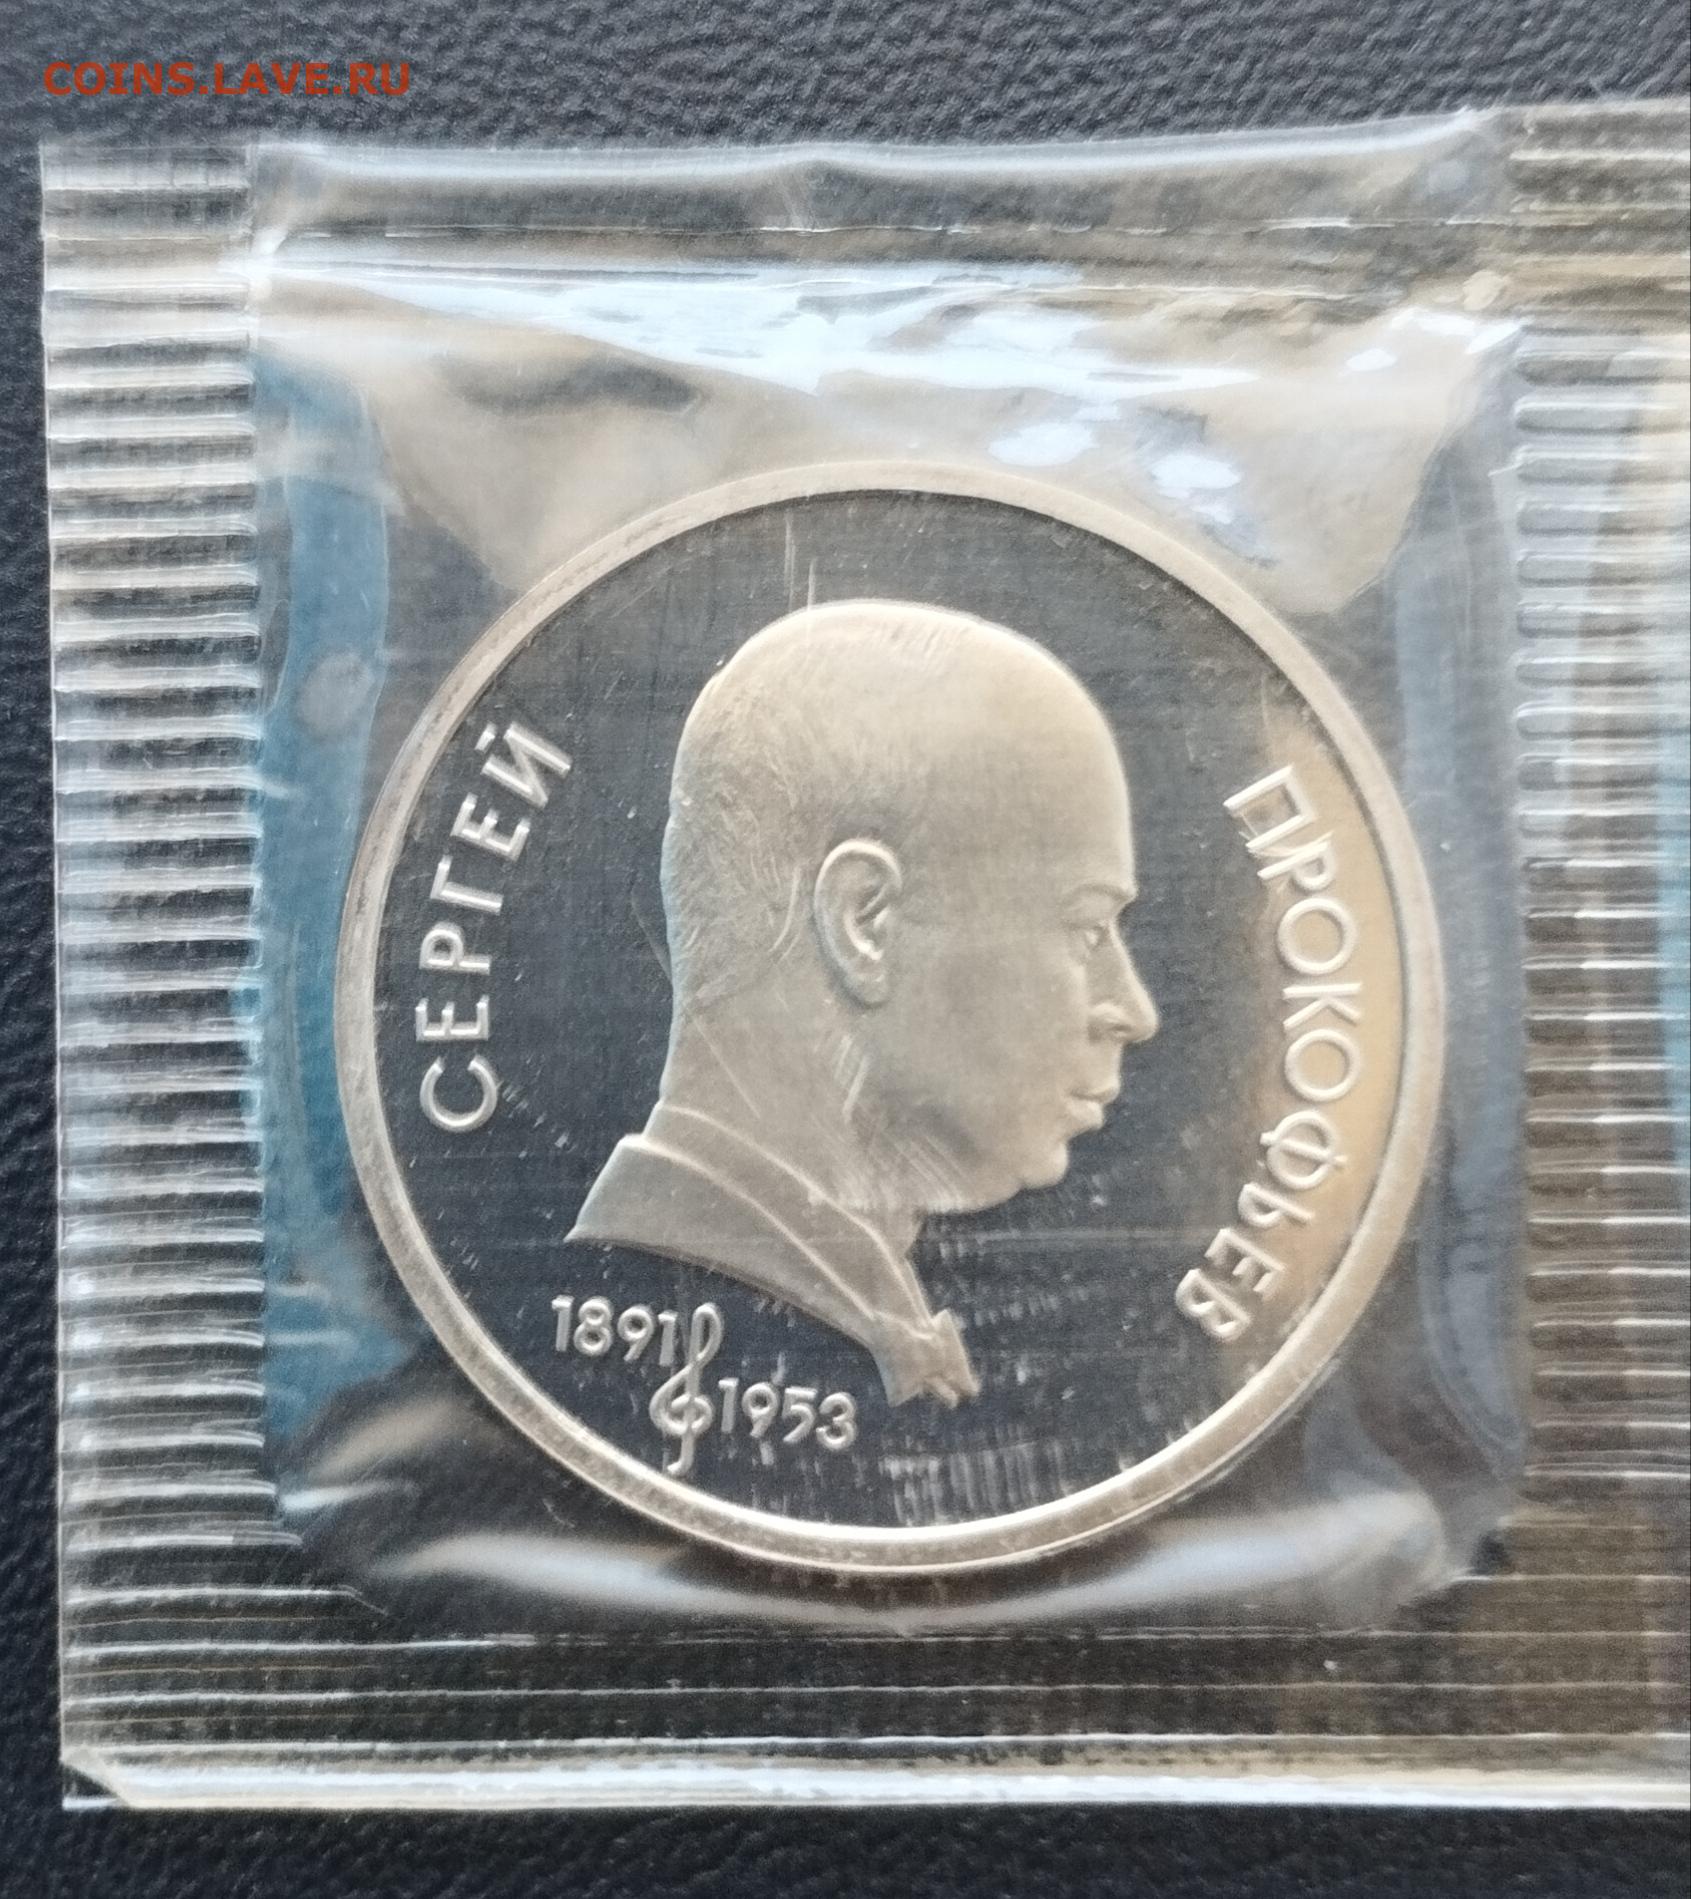 COINS.LAVE.RU
СЕРГЕЙ
ПРОКОФЬЕВ
1891
1953